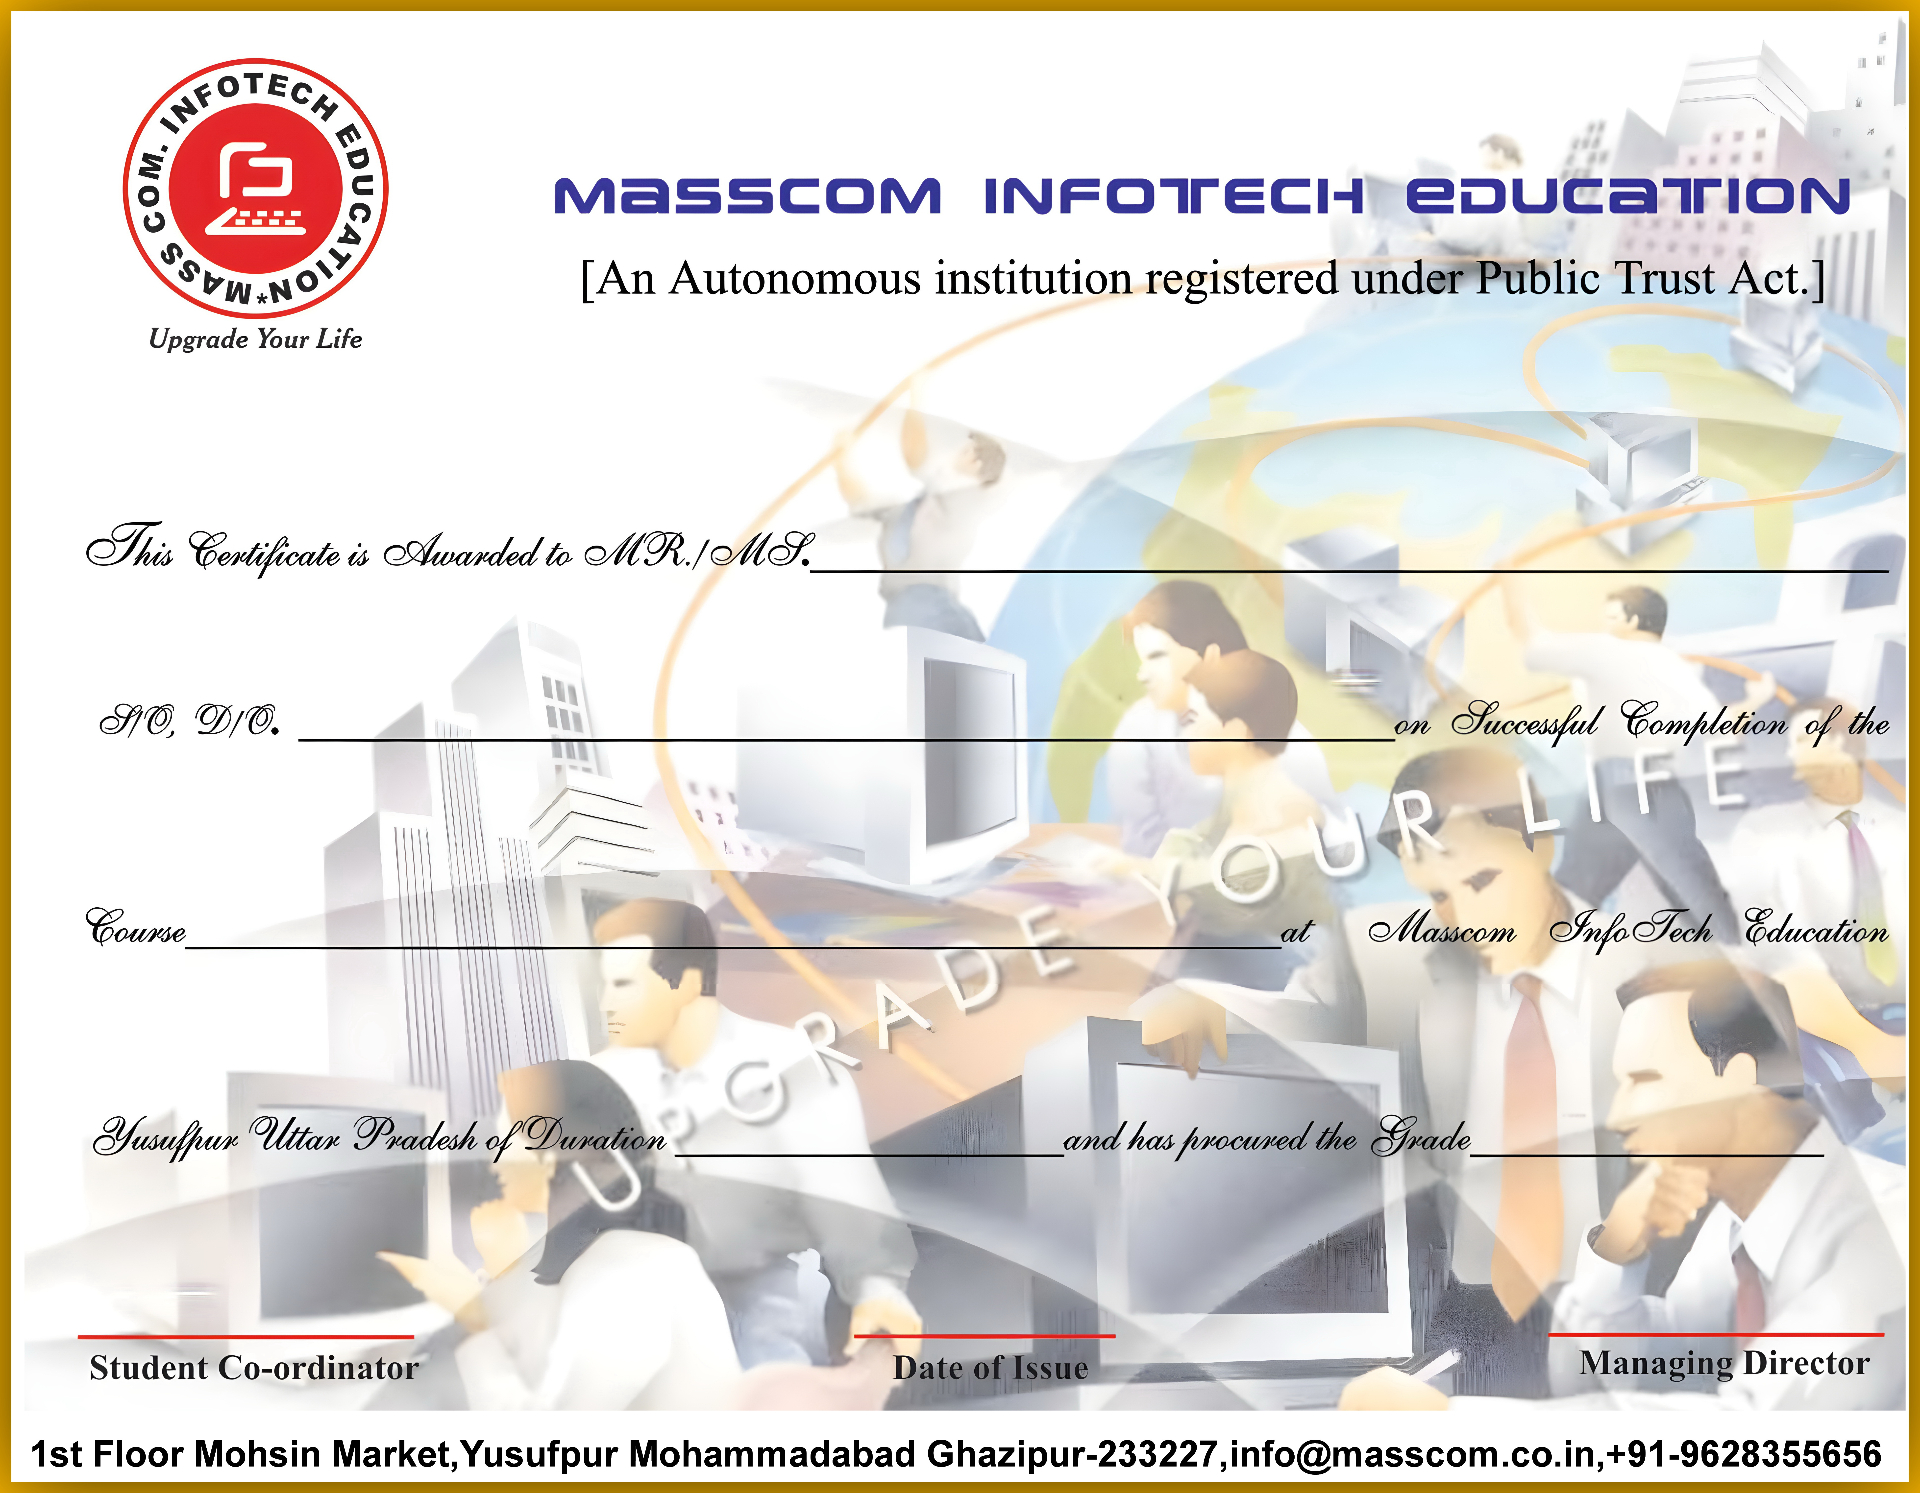 MASS COM. INFOTECH EDUCATION*
Upgrade Your Life
MASSCOM INFOTECH EDUCATION
[An Autonomous institution registered under Public Trust Act.]
This Certificate is Awarded to MR./MS.
S/O, D/O. on Successful Completion of the
Course at Masscom InfoTech Education
Yusufpur Uttar Pradesh of Duration and has procured the Grade
UPGRADE YOUR LIFE
Student Co-ordinator Date of Issue Managing Director
1st Floor Mohsin Market,Yusufpur Mohammadabad Ghazipur-233227,info@masscom.co.in,+91-9628355656